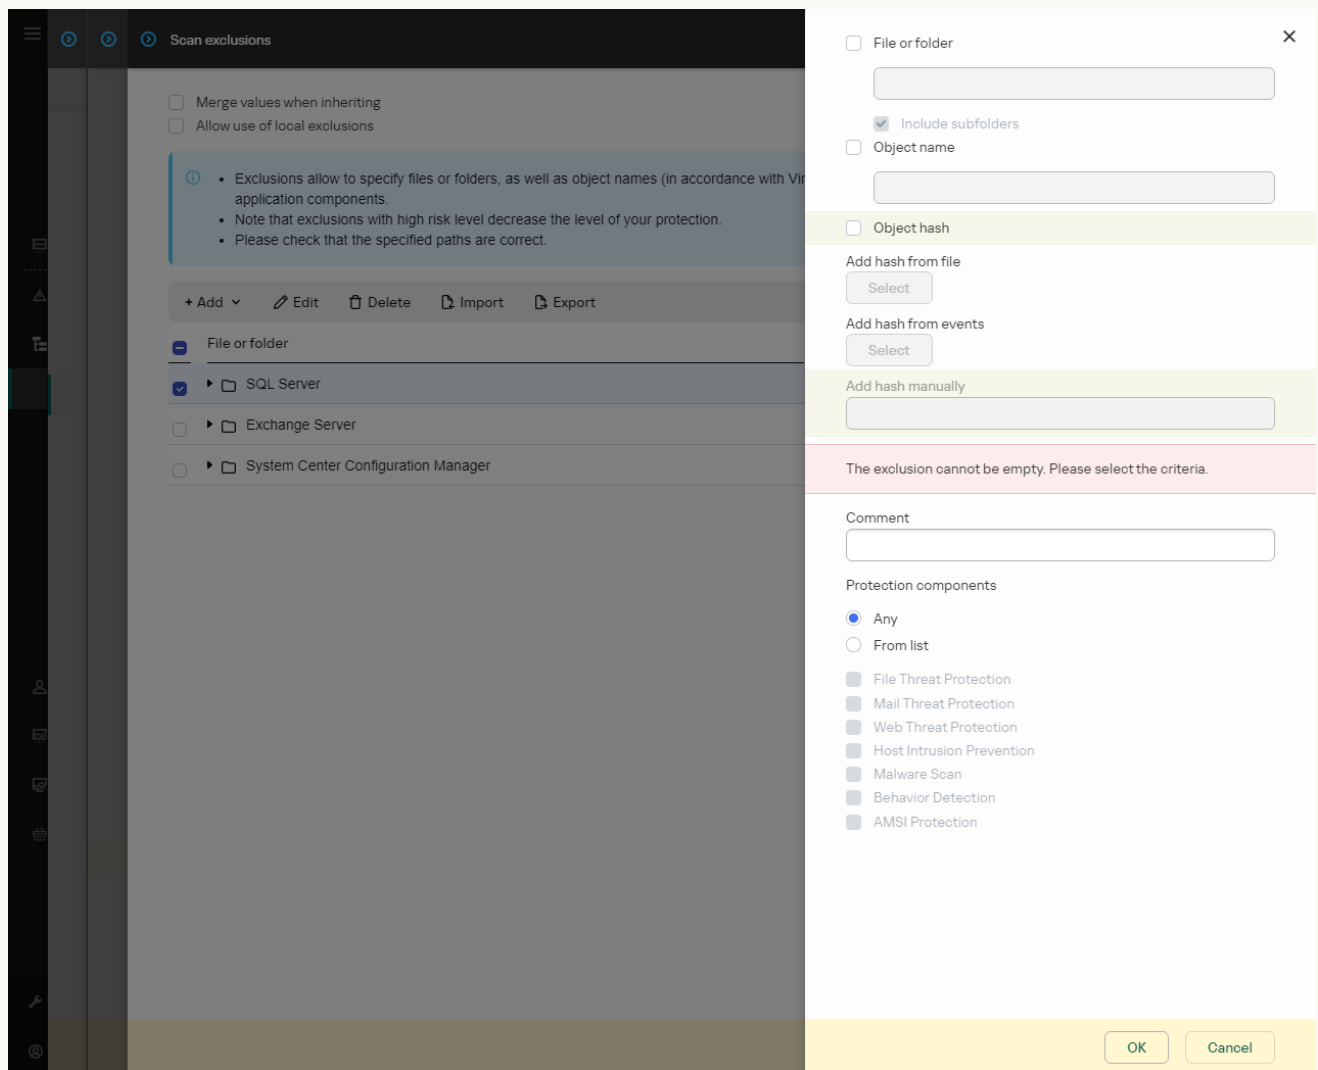 Scan exclusions
Merge values when inheriting
Allow use of local exclusions
Exclusions allow to specify files or folders, as well as object names (in accordance with Vir
application components.
Note that exclusions with high risk level decrease the level of your protection.
Please check that the specified paths are correct.
+ Add
Edit
Delete
Import
Export
File or folder
SQL Server
Exchange Server
System Center Configuration Manager
File or folder
Include subfolders
Object name
Object hash
Add hash from file
Select
Add hash from events
Select
Add hash manually
The exclusion cannot be empty. Please select the criteria.
Comment
Protection components
Any
From list
File Threat Protection
Mail Threat Protection
Web Threat Protection
Host Intrusion Prevention
Malware Scan
Behavior Detection
AMSI Protection
OK
Cancel